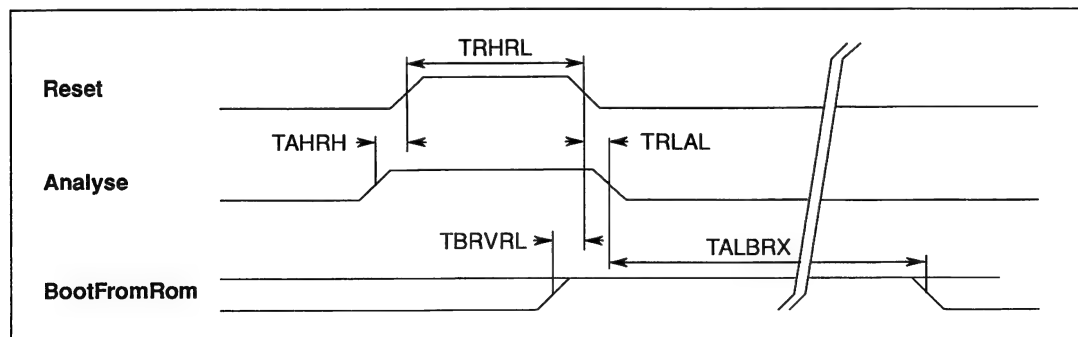 TRHRL
Reset
TAHRH
TRLAL
Analyse
TBRVRL
TALBRX
BootFromRom